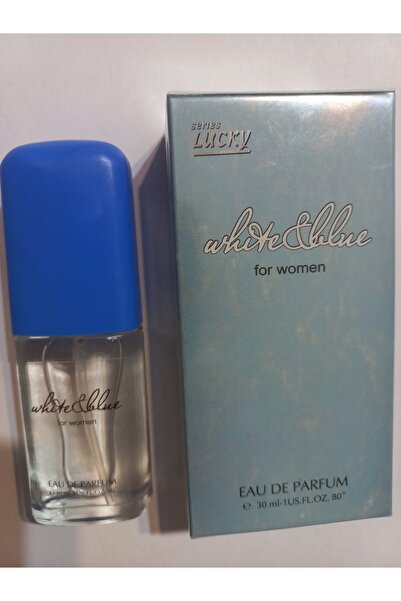 series
LUCKY
white&blue
for women
EAU DE PARFUM
e 30 ml-1US.FL.OZ. 80°
white&blue
for women
EAU DE PARFUM